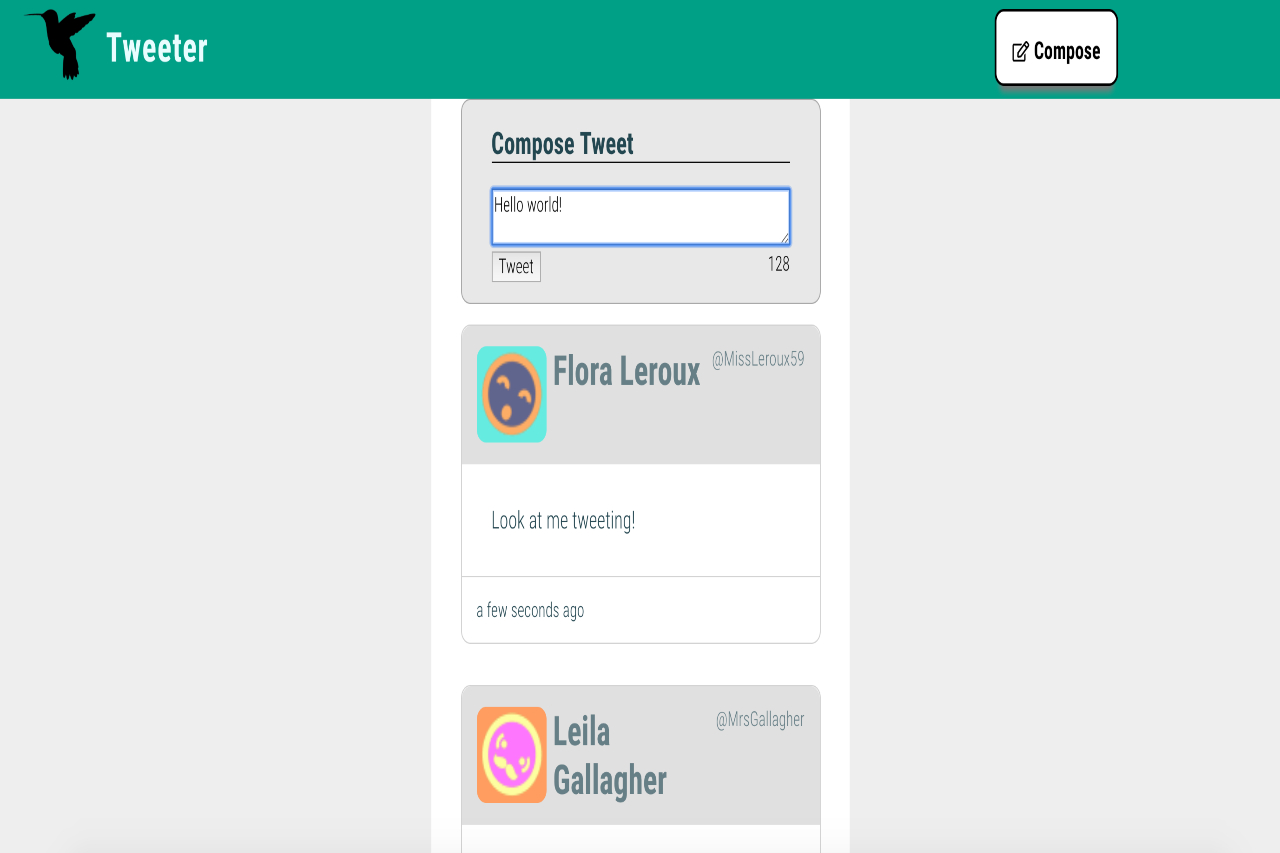 Tweeter
Compose
Compose Tweet
Hello world!
Tweet
128
Flora Leroux
@MissLeroux59
Look at me tweeting!
a few seconds ago
Leila
@MrsGallagher
Gallagher